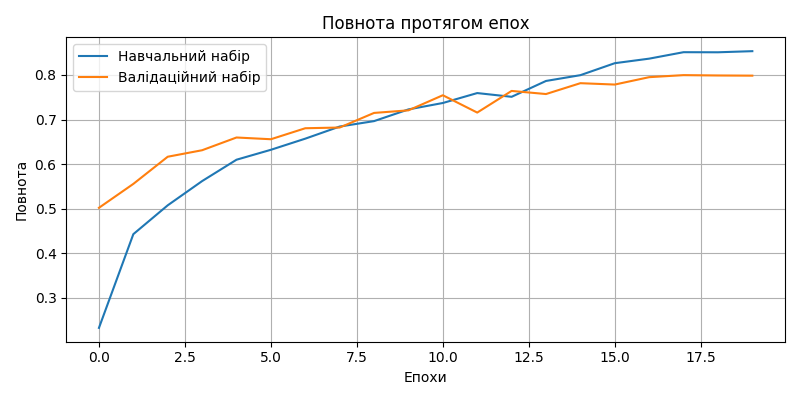 Повнота протягом епох
Навчальний набір
Валідаційний набір
Повнота
0.8
0.7
0.6
0.5
0.4
0.3
0.0 2.5 5.0 7.5 10.0 12.5 15.0 17.5
Епохи